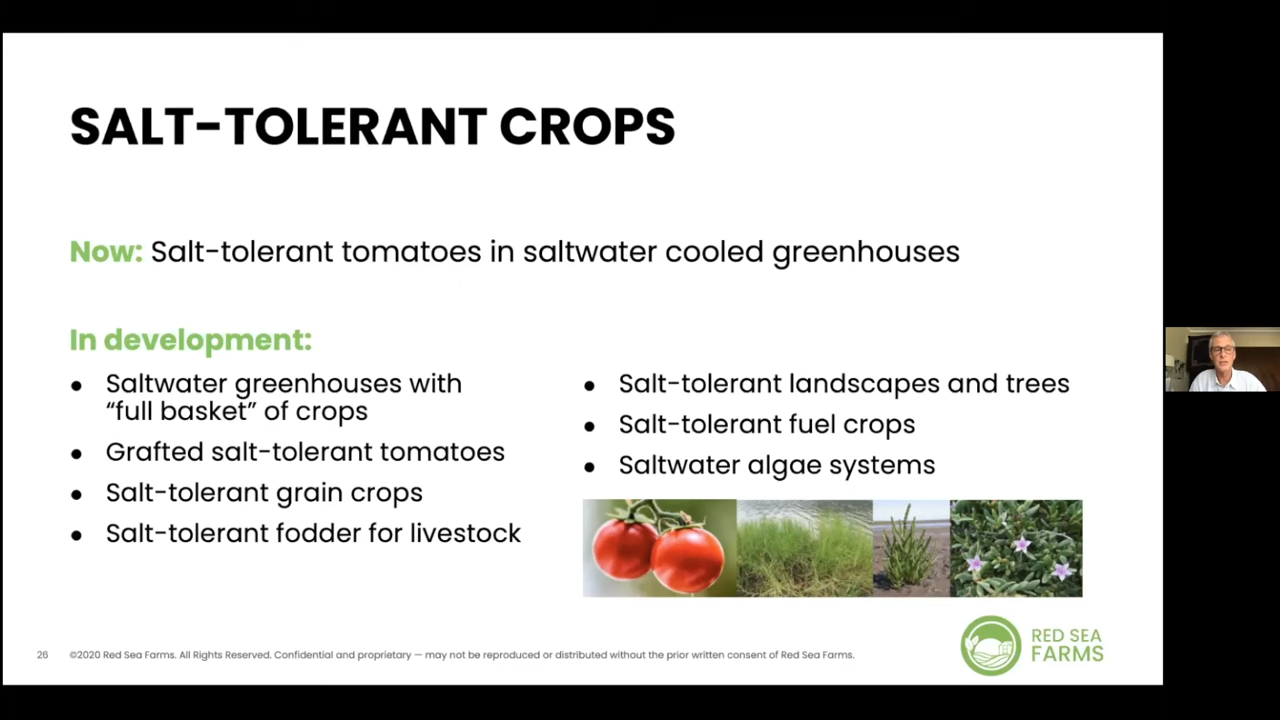 SALT-TOLERANT CROPS
Now: Salt-tolerant tomatoes in saltwater cooled greenhouses
In development:
• Saltwater greenhouses with
“full basket” of crops
• Grafted salt-tolerant tomatoes
• Salt-tolerant grain crops
• Salt-tolerant fodder for livestock
• Salt-tolerant landscapes and trees
• Salt-tolerant fuel crops
• Saltwater algae systems
26 ©2020 Red Sea Farms. All Rights Reserved. Confidential and proprietary — may not be reproduced or distributed without the prior written consent of Red Sea Farms.
RED SEA
FARMS